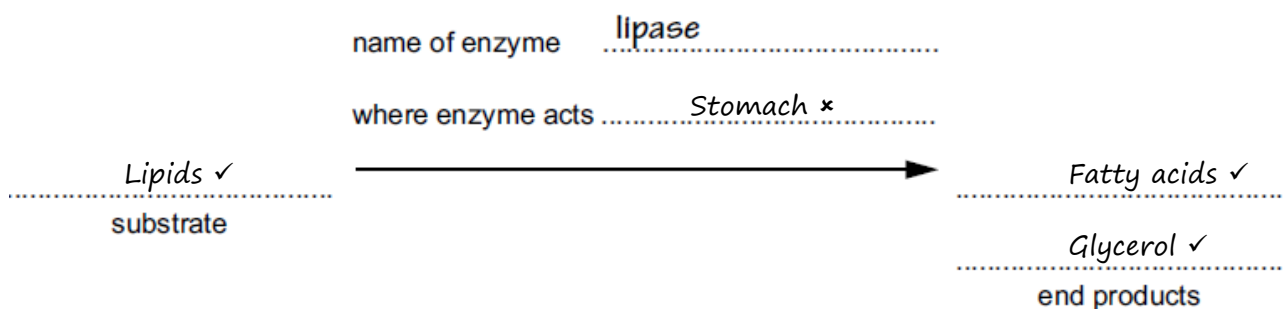 name of enzyme lipase
where enzyme acts Stomach ×
Lipids ✓
substrate
Fatty acids ✓
Glycerol ✓
end products